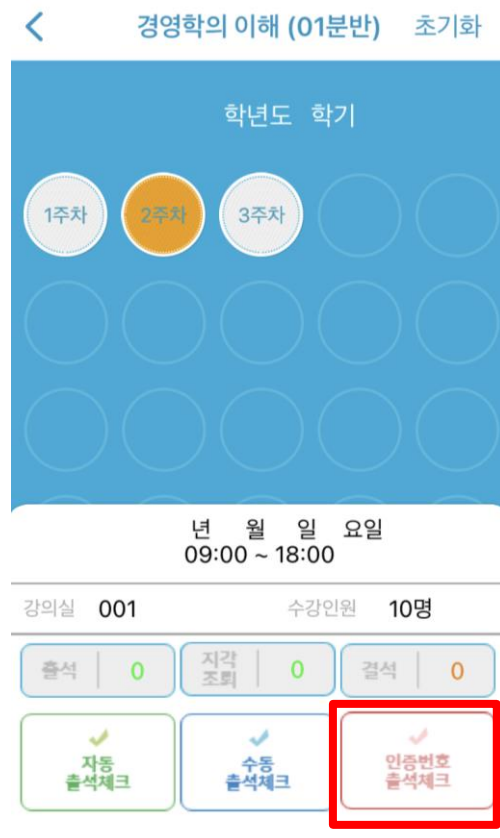 경영학의 이해 (01분반) 초기화
학년도 학기
1주차 2주차 3주차
년 월 일 요일
09:00 ~ 18:00
강의실 001 수강인원 10명
출석 0 지각 조퇴 0 결석 0
자동 출석체크
수동 출석체크
인증번호 출석체크